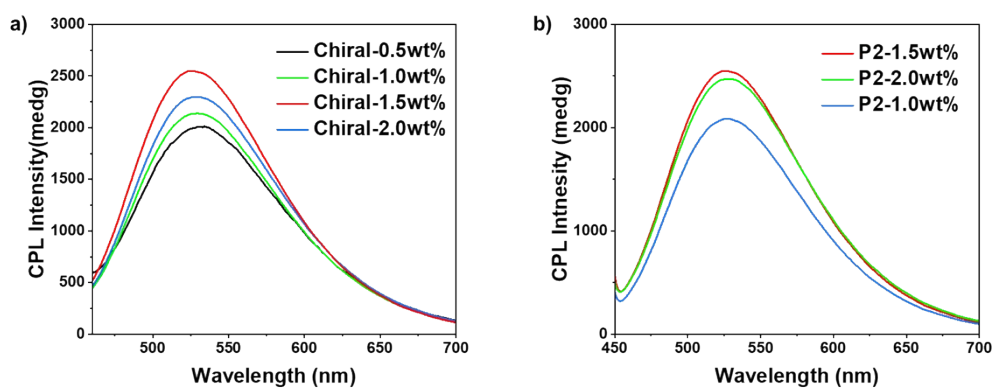 a)
CPL Intensity(medg)
3000
2500
2000
1500
1000
500
0
Chiral-0.5wt%
Chiral-1.0wt%
Chiral-1.5wt%
Chiral-2.0wt%
500 550 600 650 700
Wavelength (nm)
b)
CPL Intnesity (medg)
3000
2000
1000
0
P2-1.5wt%
P2-2.0wt%
P2-1.0wt%
450 500 550 600 650 700
Wavelength (nm)